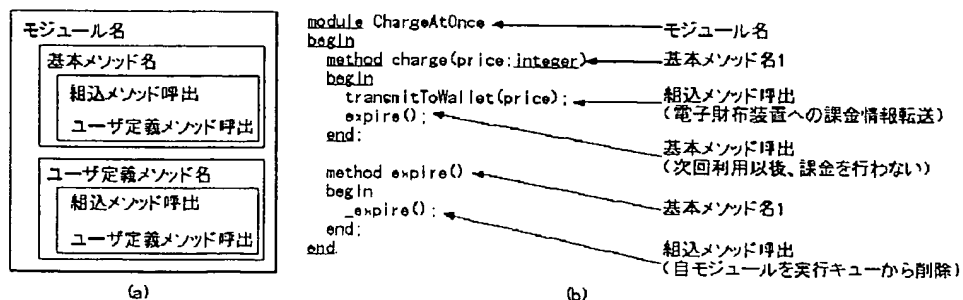 モジュール名
基本メソッド名
組込メソッド呼出
ユーザ定義メソッド呼出
ユーザ定義メソッド名
組込メソッド呼出
ユーザ定義メソッド呼出
(a)
module ChargeAtOnce
begin
method charge(price:integer)
begin
transmitToWallet(price);
expire();
end;
method expire()
begin
_expire();
end;
end.
モジュール名
基本メソッド名1
組込メソッド呼出
(電子財布装置への課金情報転送)
基本メソッド呼出
(次回利用以後、課金を行わない)
基本メソッド名1
組込メソッド呼出
(自モジュールを実行キューから削除)
(b)